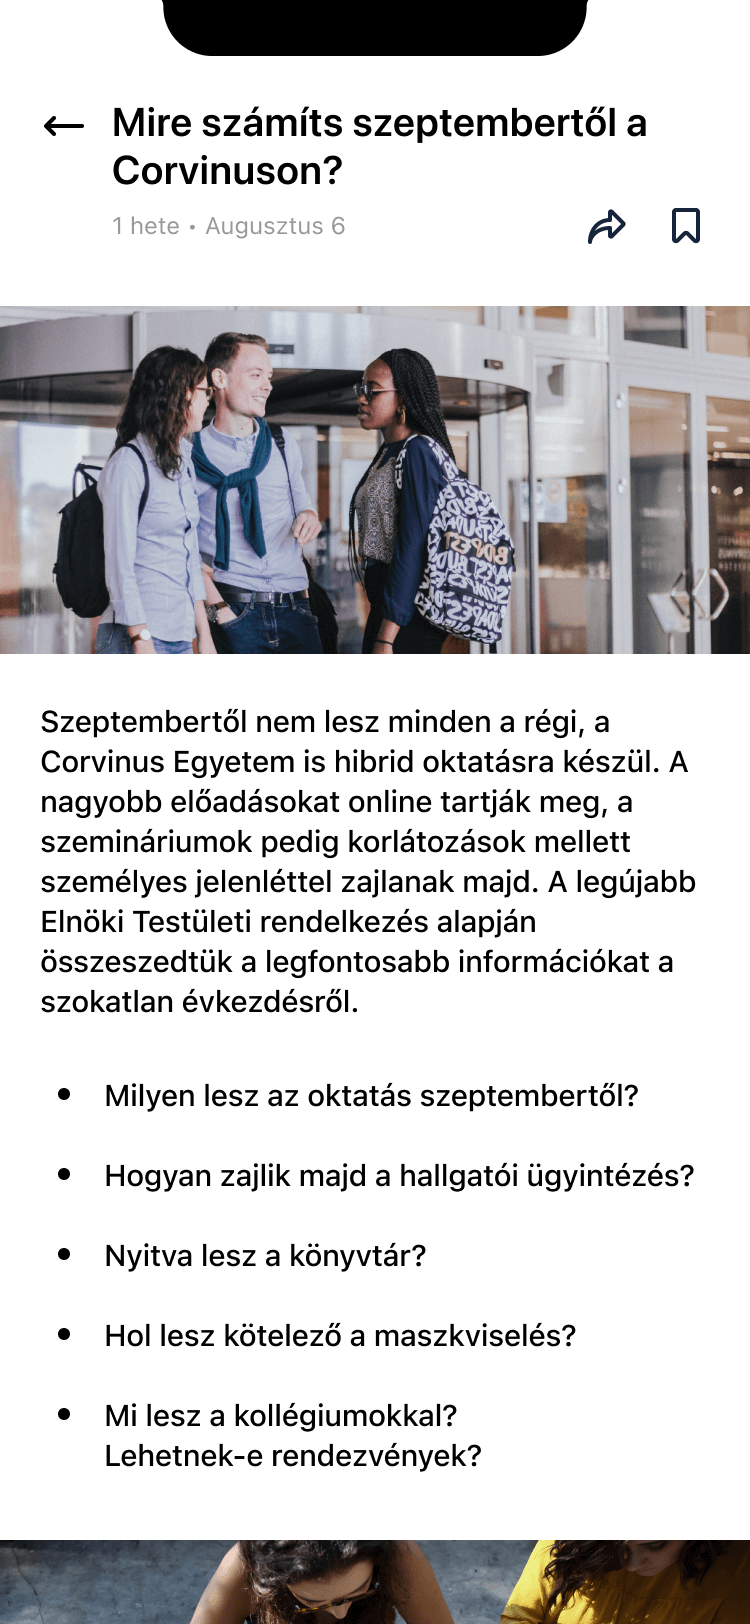 Mire számíts szeptembertől a
Corvinuson?
1 hete • Augusztus 6
Szeptembertől nem lesz minden a régi, a
Corvinus Egyetem is hibrid oktatásra készül. A
nagyobb előadásokat online tartják meg, a
szemináriumok pedig korlátozások mellett
személyes jelenléttel zajlanak majd. A legújabb
Elnöki Testületi rendelkezés alapján
összeszedtük a legfontosabb információkat a
szokatlan évkezdésről.
• Milyen lesz az oktatás szeptembertől?
• Hogyan zajlik majd a hallgatói ügyintézés?
• Nyitva lesz a könyvtár?
• Hol lesz kötelező a maszkviselés?
• Mi lesz a kollégiumokkal?
Lehetnek-e rendezvények?